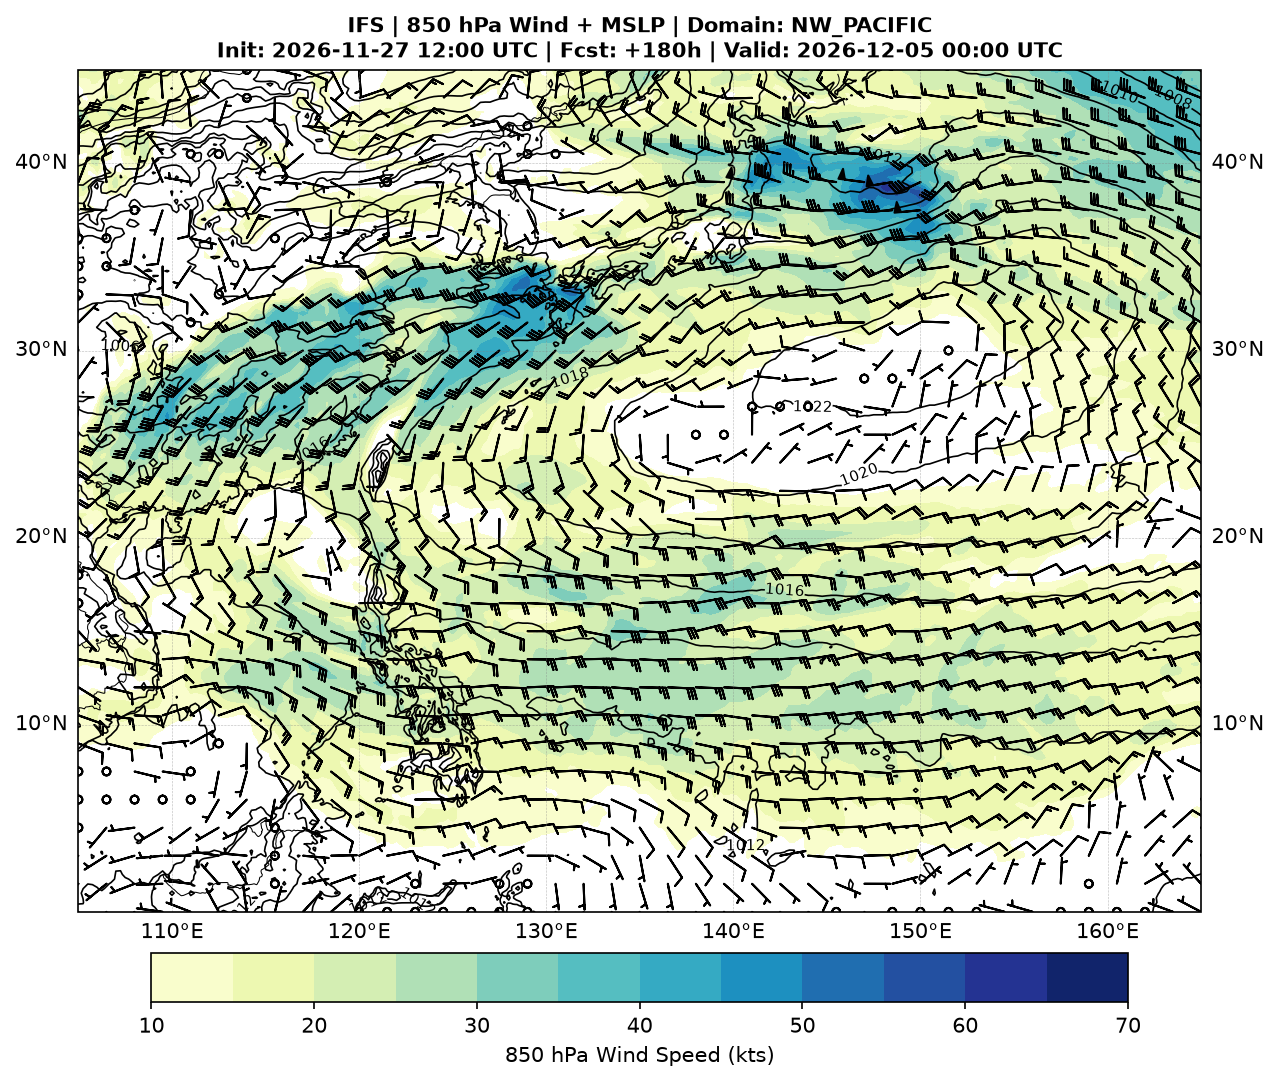 IFS | 850 hPa Wind + MSLP | Domain: NW_PACIFIC
Init: 2026-11-27 12:00 UTC | Fcst: +180h | Valid: 2026-12-05 00:00 UTC
1010
1008
1012
40°N
40°N
30°N
30°N
1018
1022
1016
1020
20°N
20°N
1016
10°N
10°N
1012
110°E 120°E 130°E 140°E 150°E 160°E
10 20 30 40 50 60 70
850 hPa Wind Speed (kts)